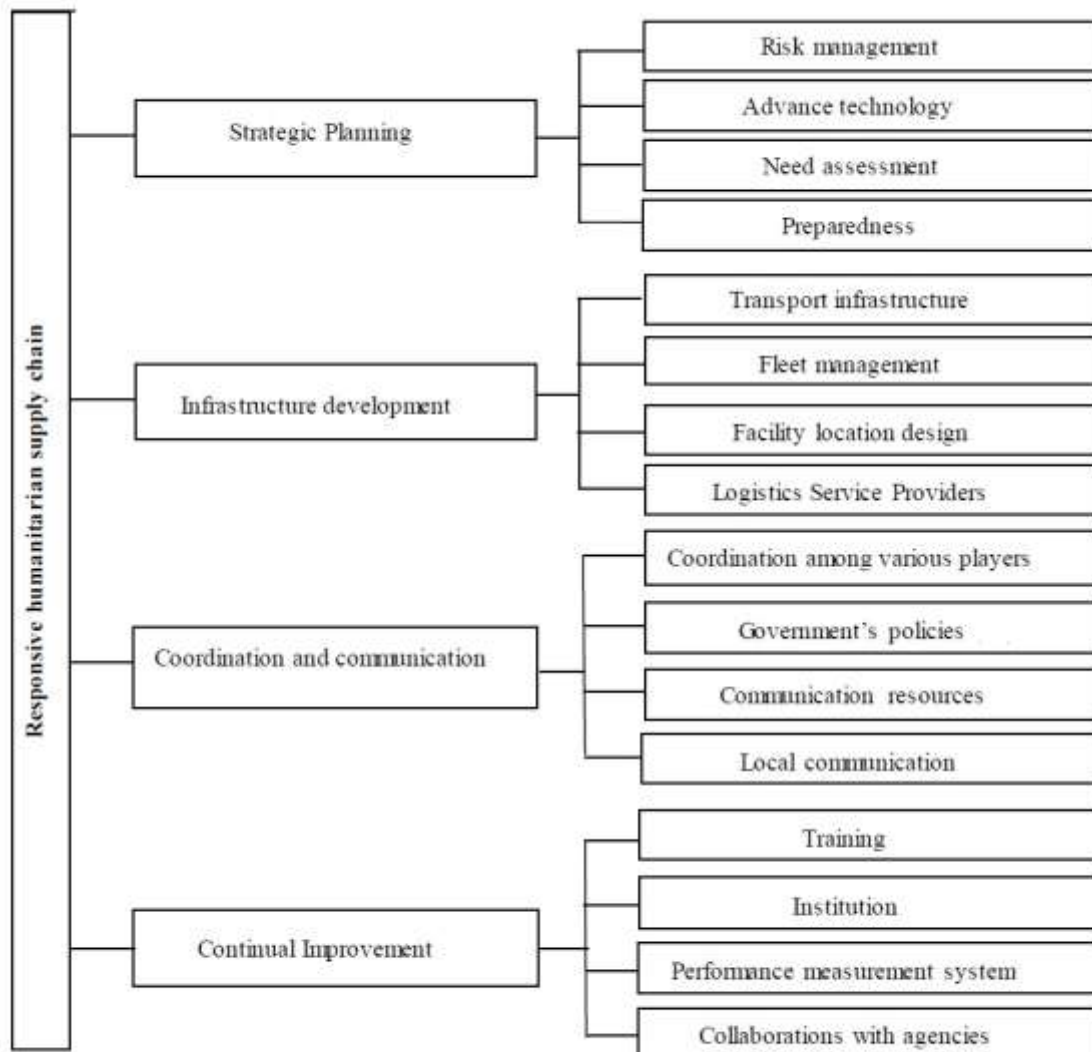 Responsive humanitarian supply chain
Strategic Planning
Risk management
Advance technology
Need assessment
Preparedness
Infrastructure development
Transport infrastructure
Fleet management
Facility location design
Logistics Service Providers
Coordination and communication
Coordination among various players
Government's policies
Communication resources
Local communication
Continual Improvement
Training
Institution
Performance measurement system
Collaborations with agencies